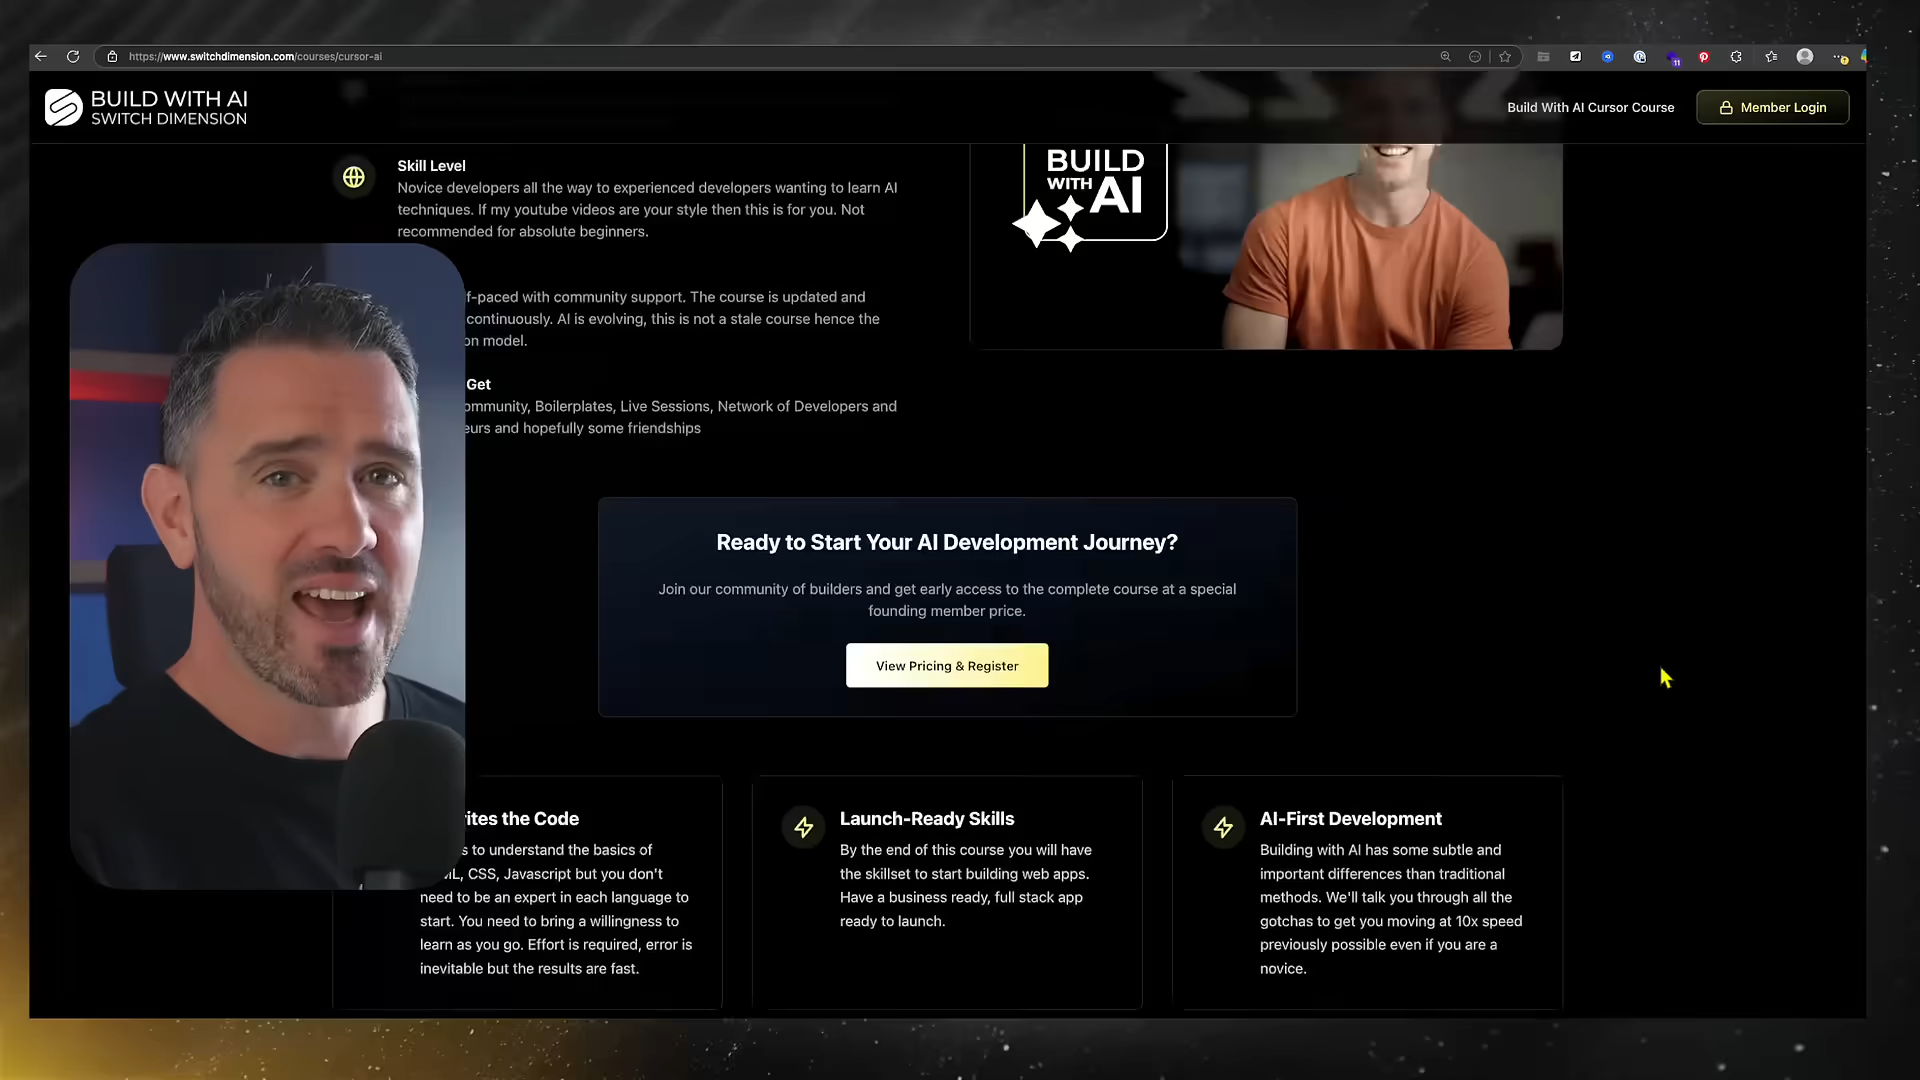 https://www.switchdimension.com/courses/cursor-ai
11
BUILD WITH AI
SWITCH DIMENSION
Build With AI Cursor Course
Member Login
Skill Level
Novice developers all the way to experienced developers wanting to learn AI
techniques. If my youtube videos are your style then this is for you. Not
recommended for absolute beginners.
f-paced with community support. The course is updated and
continuously. AI is evolving, this is not a stale course hence the
on model.
Get
ommunity, Boilerplates, Live Sessions, Network of Developers and
eurs and hopefully some friendships
BUILD
WITH AI
Ready to Start Your AI Development Journey?
Join our community of builders and get early access to the complete course at a special
founding member price.
View Pricing & Register
rites the Code
s to understand the basics of
ML, CSS, Javascript but you don't
need to be an expert in each language to
start. You need to bring a willingness to
learn as you go. Effort is required, error is
inevitable but the results are fast.
Launch-Ready Skills
By the end of this course you will have
the skillset to start building web apps.
Have a business ready, full stack app
ready to launch.
AI-First Development
Building with AI has some subtle and
important differences than traditional
methods. We'll talk you through all the
gotchas to get you moving at 10x speed
previously possible even if you are a
novice.